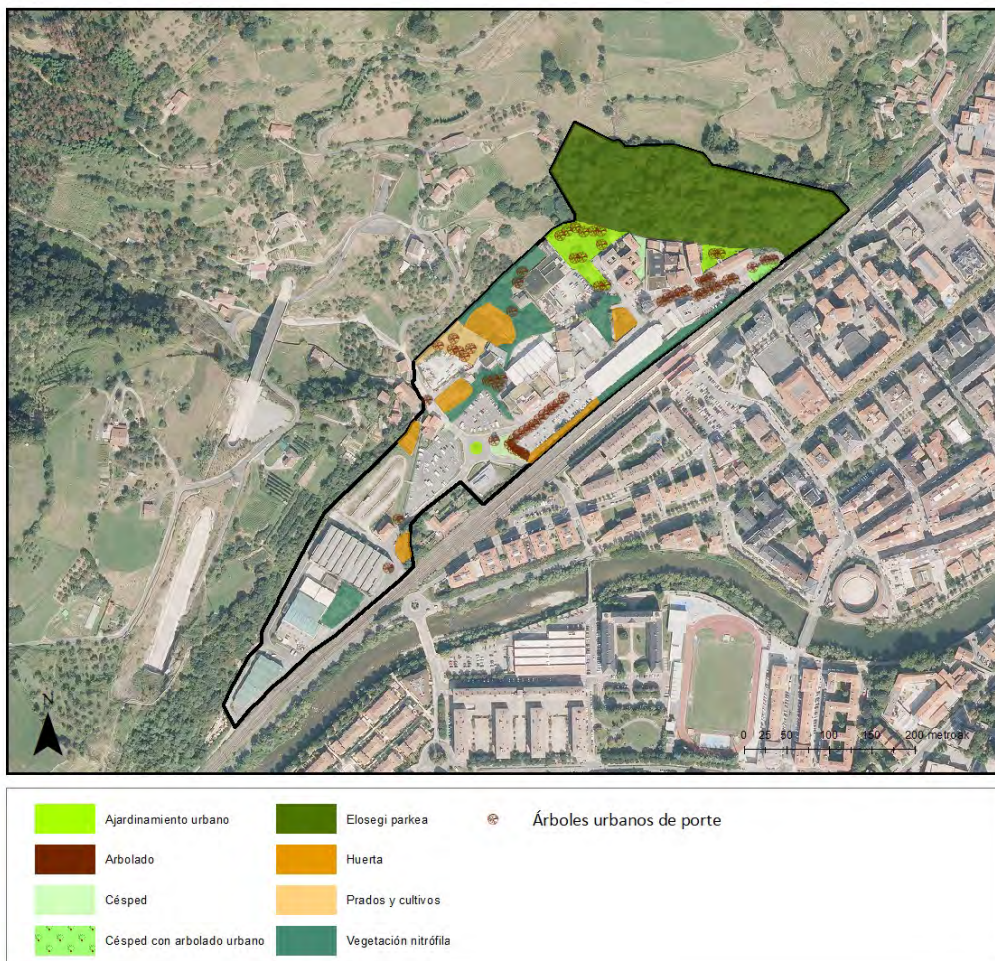 N
0 25 50 100 150 200 metroak
Ajardinamiento urbano
Elosegi parkea
Árboles urbanos de porte
Arbolado
Huerta
Césped
Prados y cultivos
Césped con arbolado urbano
Vegetación nitrófila